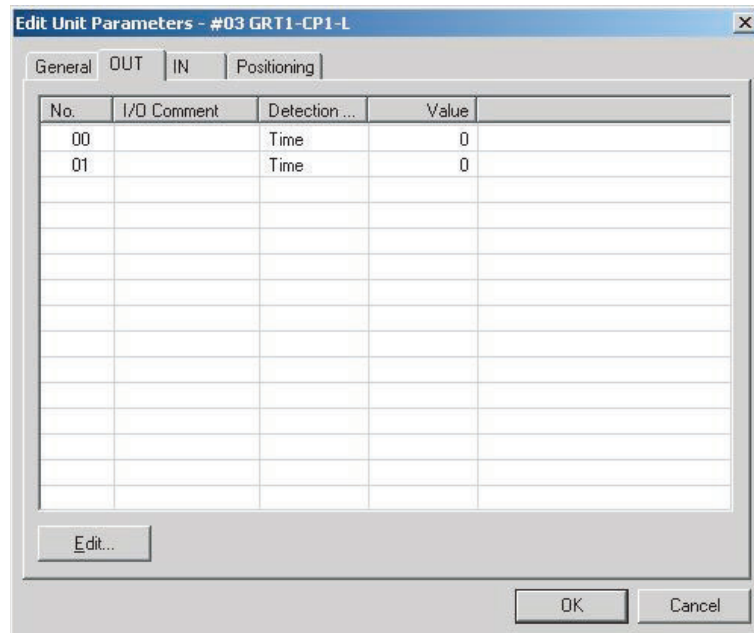 Edit Unit Parameters - #03 GRT1-CP1-L
General OUT IN Positioning
No. I/O Comment Detection ... Value
00 Time 0
01 Time 0
Edit...
OK Cancel